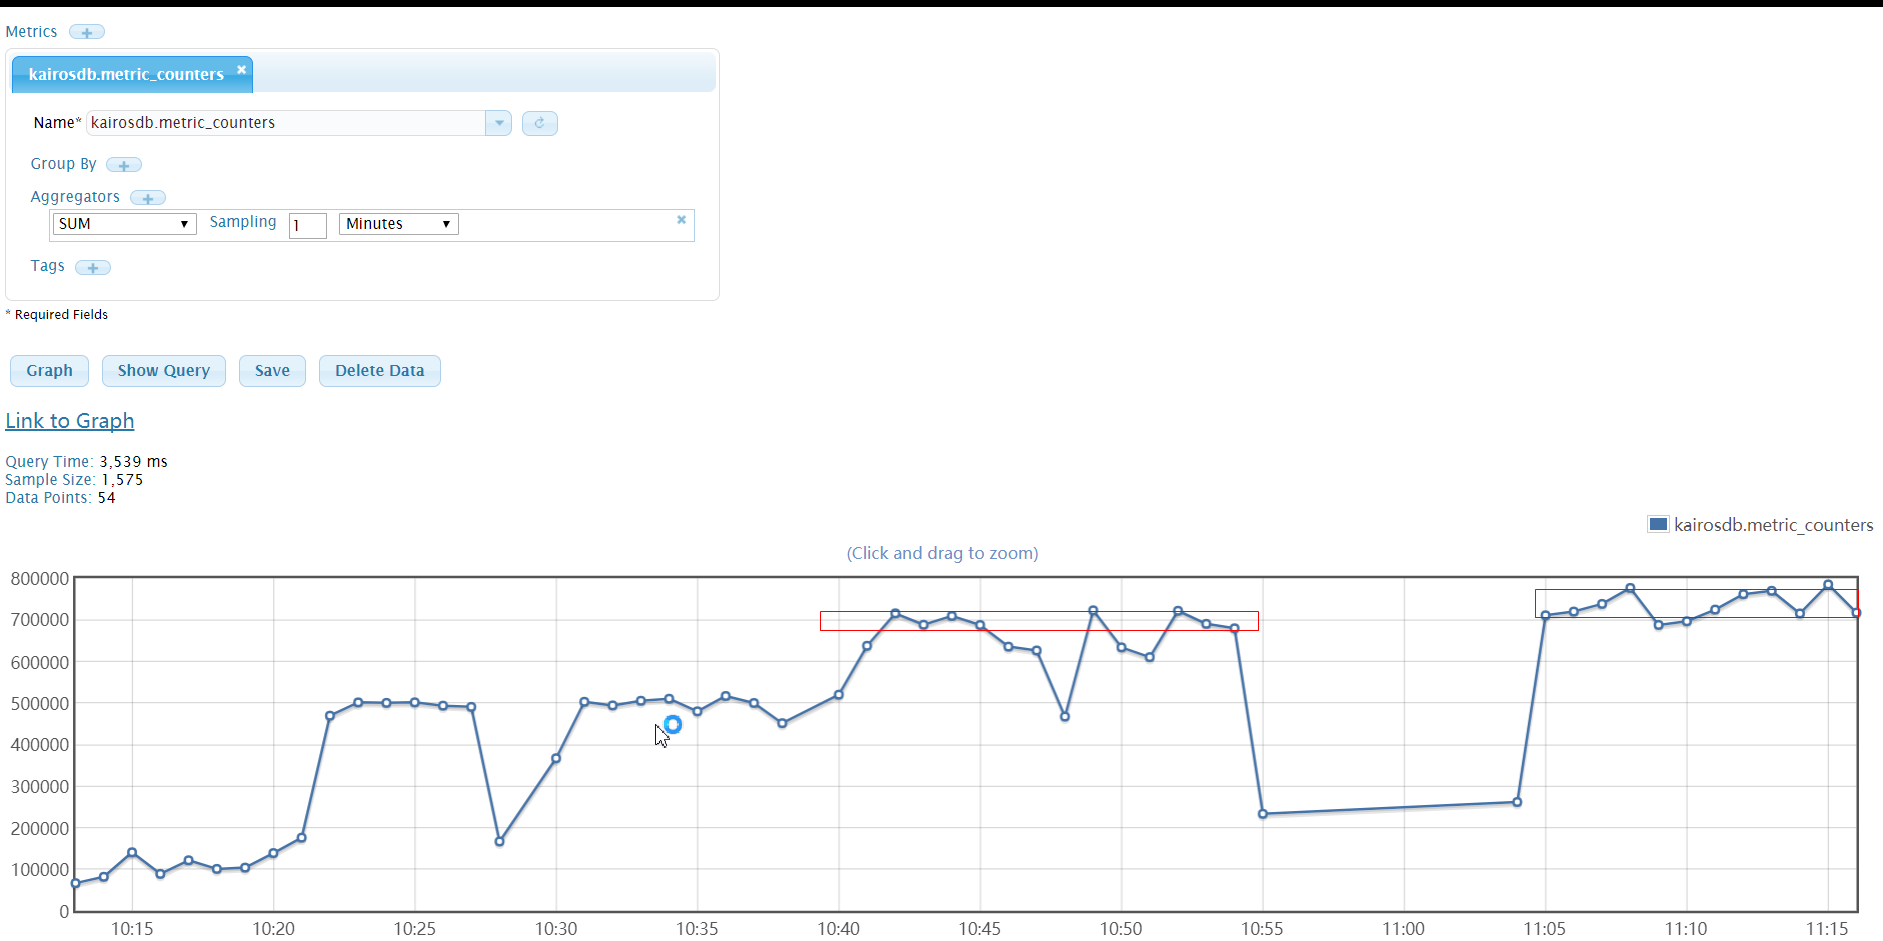 Metrics
kairosdb.metric_counters
Name* kairosdb.metric_counters
Group By
Aggregators
SUM Sampling 1 Minutes
Tags
* Required Fields
Graph Show Query Save Delete Data
Link to Graph
Query Time: 3,539 ms
Sample Size: 1,575
Data Points: 54
kairosdb.metric_counters
(Click and drag to zoom)
800000
700000
600000
500000
400000
300000
200000
100000
0
10:15 10:20 10:25 10:30 10:35 10:40 10:45 10:50 10:55 11:00 11:05 11:10 11:15